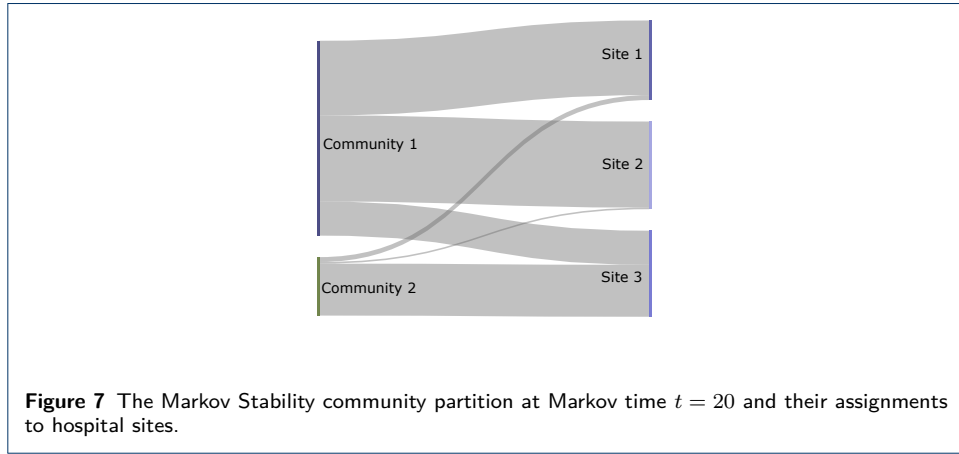 Site 1
Community 1
Site 2
Site 3
Community 2
Figure 7 The Markov Stability community partition at Markov time t = 20 and their assignments
to hospital sites.